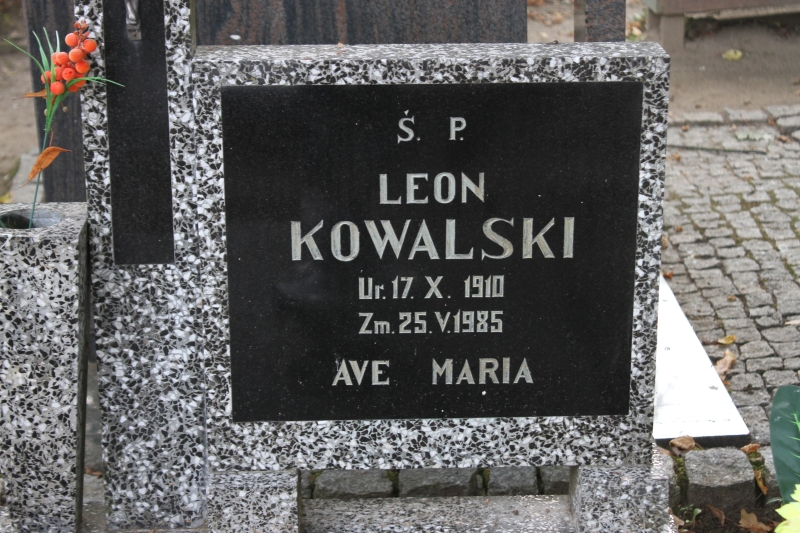 Ś. P.
LEON
KOWALSKI
Ur. 17. X. 1910
Zm. 25. V. 1985
AVE MARIA